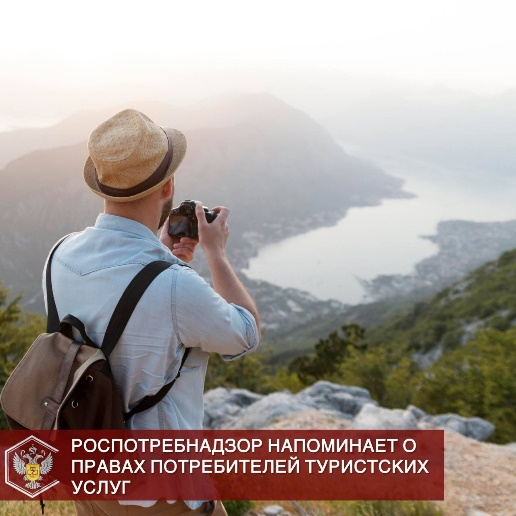 РОСПОТРЕБНАДЗОР НАПОМИНАЕТ О
ПРАВАХ ПОТРЕБИТЕЛЕЙ ТУРИСТСКИХ
УСЛУГ